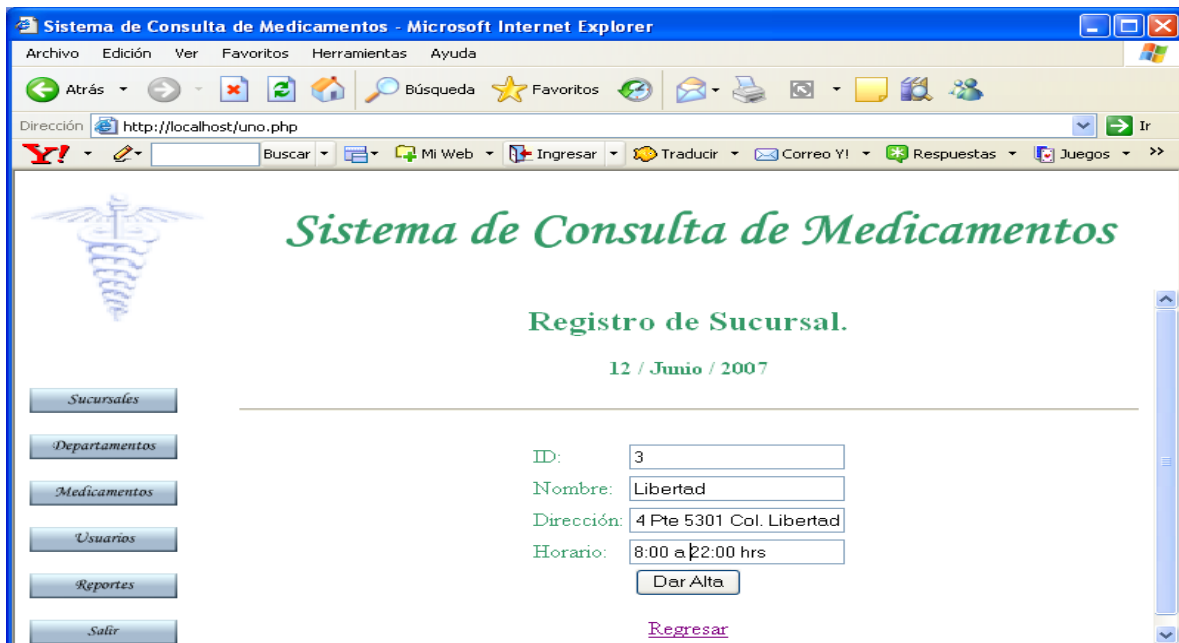 Sistema de Consulta de Medicamentos - Microsoft Internet Explorer
Archivo Edición Ver Favoritos Herramientas Ayuda
Atrás Búsqueda Favoritos
Dirección http://localhost/uno.php Ir
Y! Buscar Mi Web Ingresar Traducir Correo Y! Respuestas Juegos >>
Sistema de Consulta de Medicamentos
Registro de Sucursal.
12 / Junio / 2007
Sucursales
Departamentos
Medicamentos
Usuarios
Reportes
Salir
ID: 3
Nombre: Libertad
Dirección: 4 Pte 5301 Col. Libertad
Horario: 8:00 a 22:00 hrs
Dar Alta
Regresar